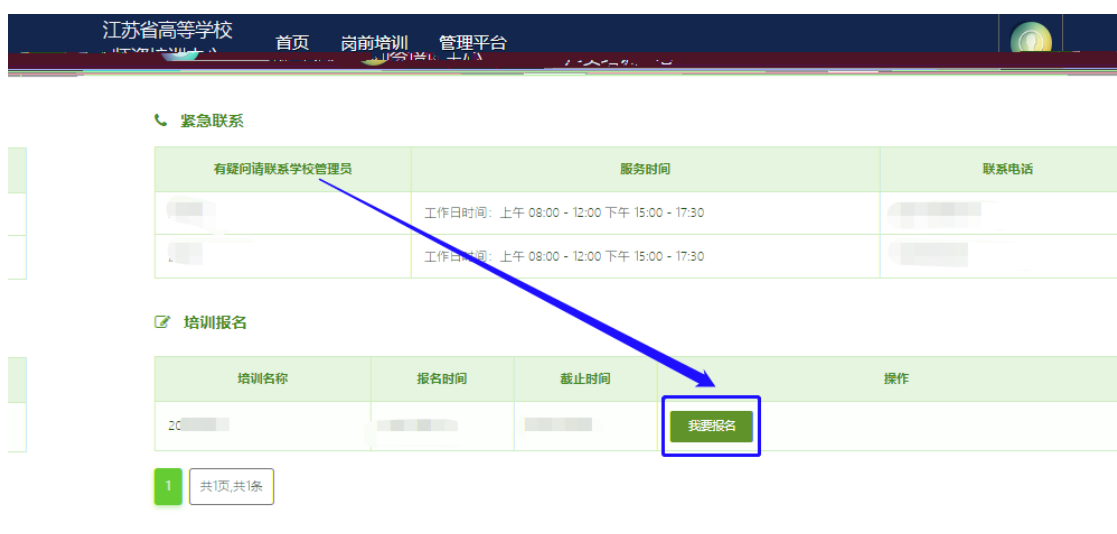 江苏省高等学校
首页 岗前培训 管理平台
紧急联系
有疑问请联系学校管理员 服务时间 联系电话
工作日时间：上午 08:00 - 12:00 下午 15:00 - 17:30
工作日时间：上午 08:00 - 12:00 下午 15:00 - 17:30
培训报名
培训名称 报名时间 截止时间 操作
20 我要报名
1 共1页,共1条